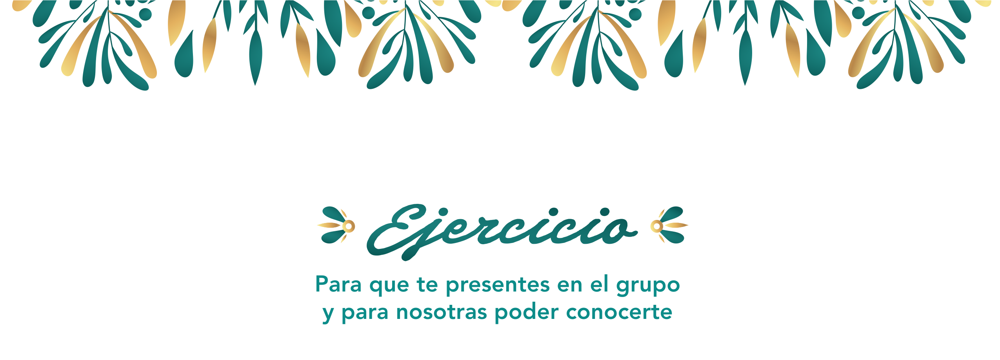 Ejercicio
Para que te presentes en el grupo
y para nosotras poder conocerte